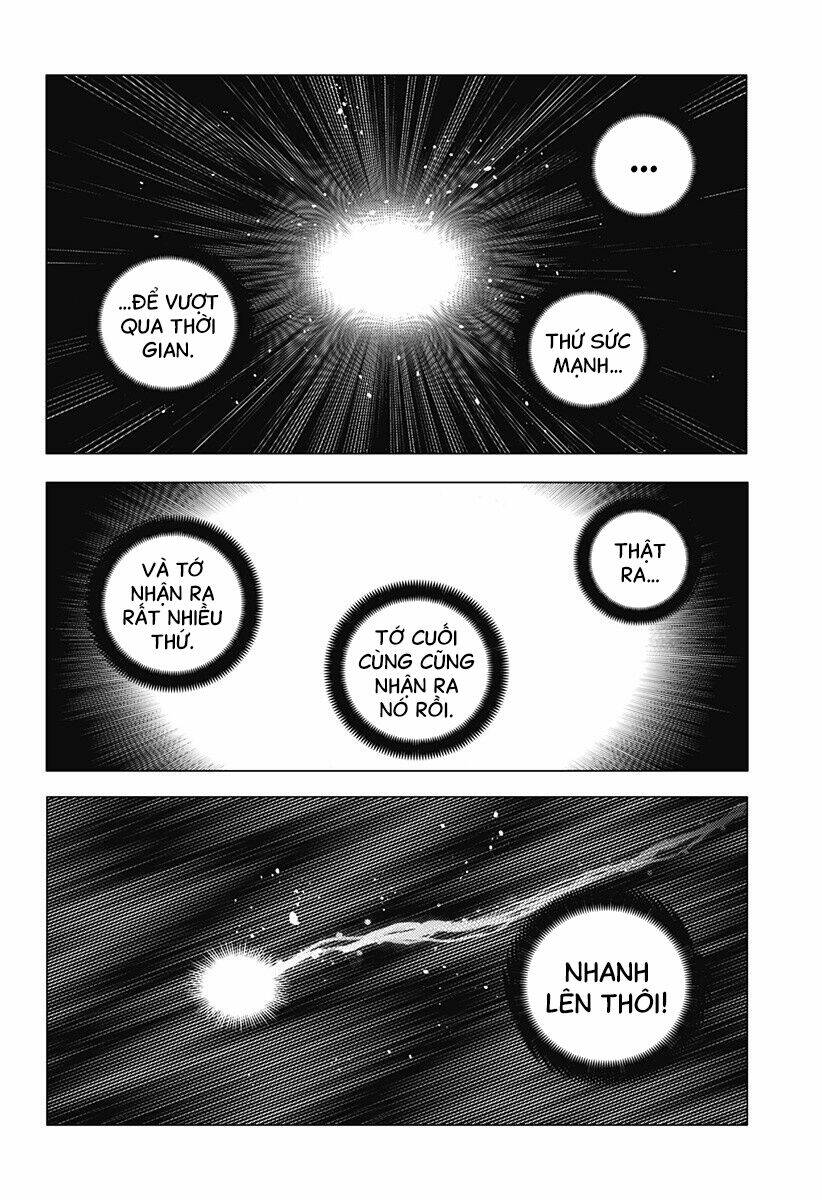 ...
THỨ SỨC
MẠNH...
...ĐỂ VƯỢT
QUA THỜI
GIAN.
THẬT
RA...
TỚ CUỐI
CÙNG CŨNG
NHẬN RA
NÓ RỒI.
VÀ TỚ
NHẬN RA
RẤT NHIỀU
THỨ.
NHANH
LÊN THÔI!